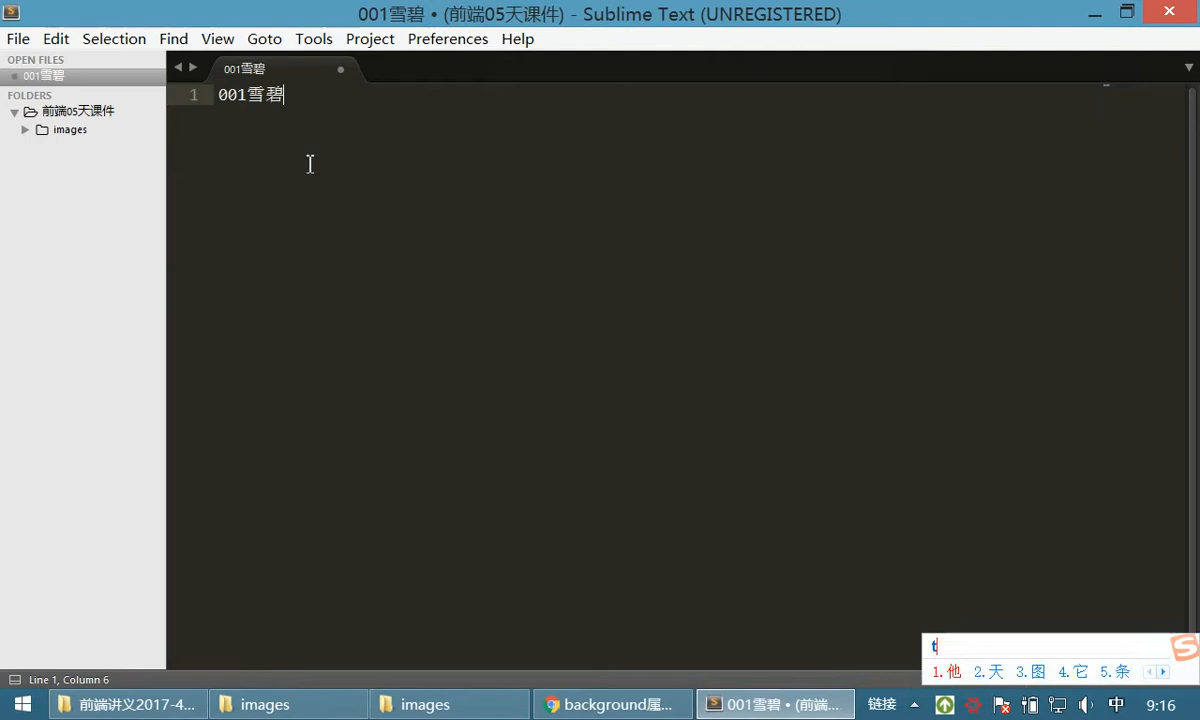 001雪碧 • (前端05天课件) - Sublime Text (UNREGISTERED)
File Edit Selection Find View Goto Tools Project Preferences Help
OPEN FILES
001雪碧
FOLDERS
前端05天课件
images
001雪碧
1 001雪碧
t
1.他 2.天 3.图 4.它 5.条
Line 1, Column 6
前端讲义2017-4...
images
images
background属...
001雪碧 • (前端...
链接
中
9:16